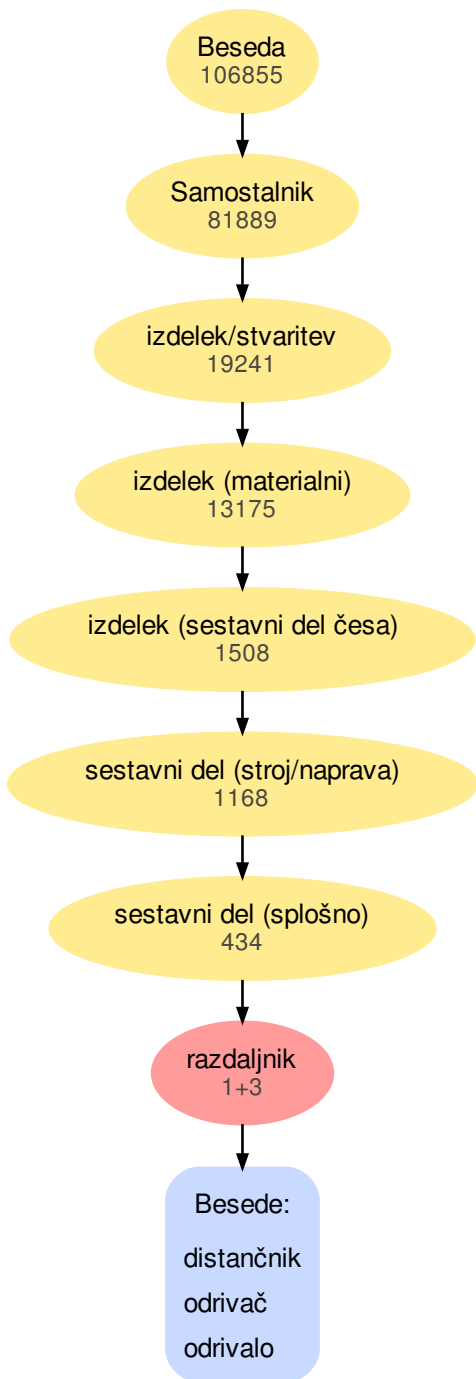 Beseda
106855
Samostalnik
81889
izdelek/stvaritev
19241
izdelek (materialni)
13175
izdelek (sestavni del česa)
1508
sestavni del (stroj/naprava)
1168
sestavni del (splošno)
434
razdaljnik
1+3
Besede:
distančnik
odrivač
odrivalo